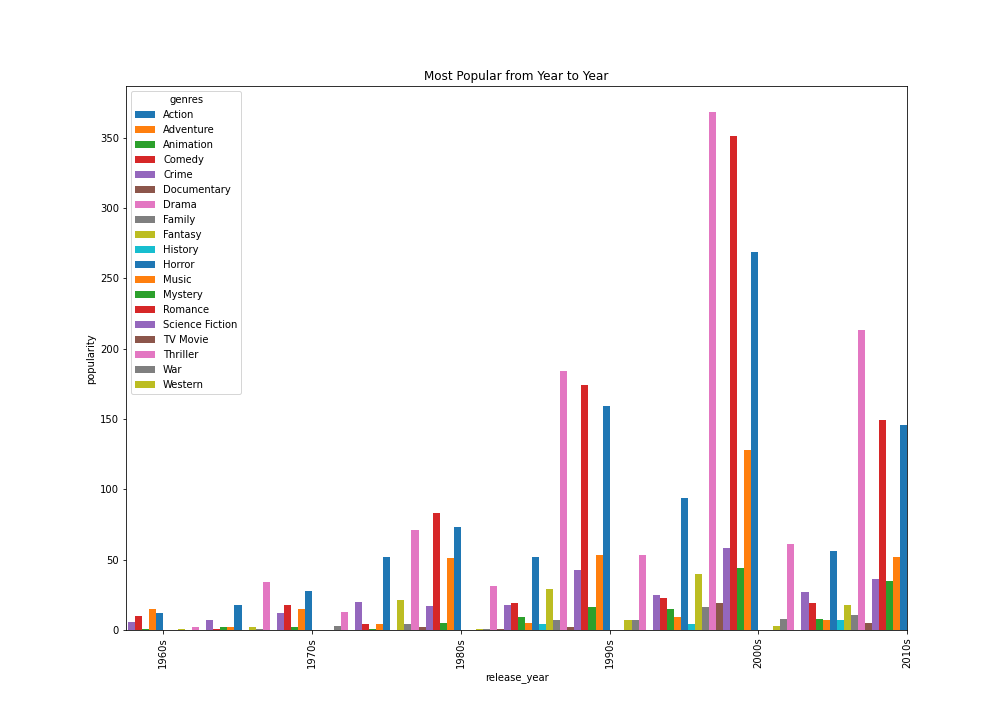 Most Popular from Year to Year
genres
Action
Adventure
Animation
Comedy
Crime
Documentary
Drama
Family
Fantasy
History
Horror
Music
Mystery
Romance
Science Fiction
TV Movie
Thriller
War
Western
popularity
350
300
250
200
150
100
50
0
1960s
1970s
1980s
1990s
2000s
2010s
release_year